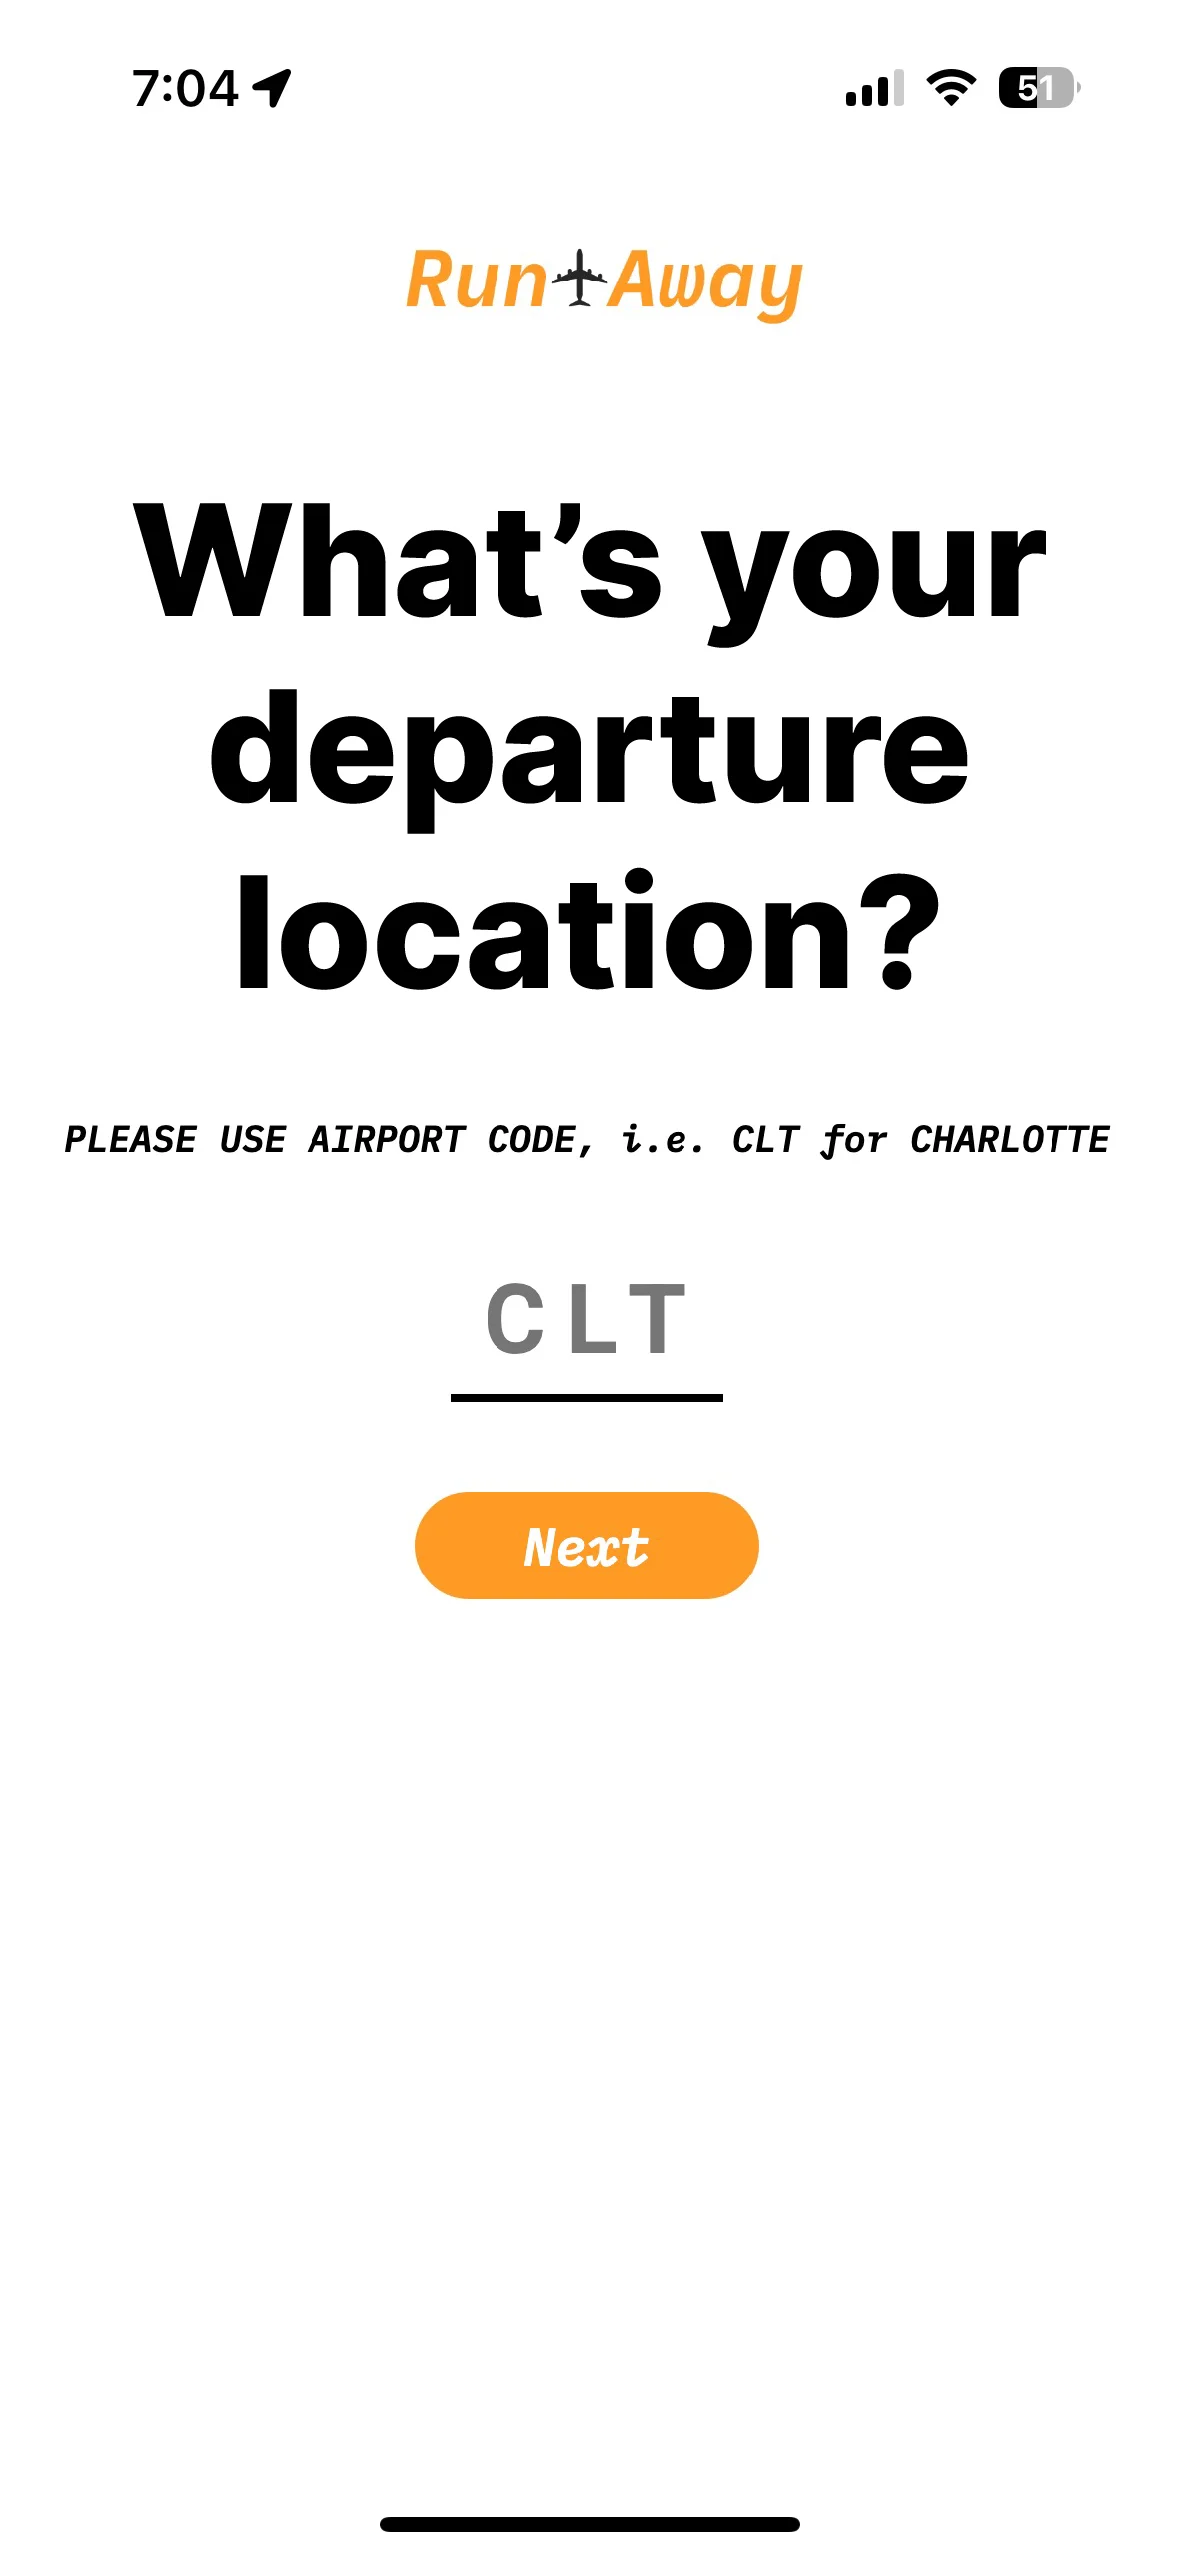 7:04
51
Run Away
What’s your
departure
location?
PLEASE USE AIRPORT CODE, i.e. CLT for CHARLOTTE
CLT
Next